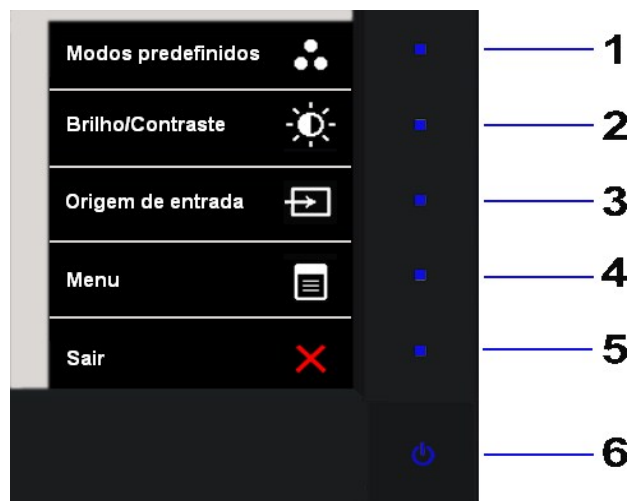 Modos predefinidos
1
Brilho/Contraste
2
Origem de entrada
3
Menu
4
Sair
5
6